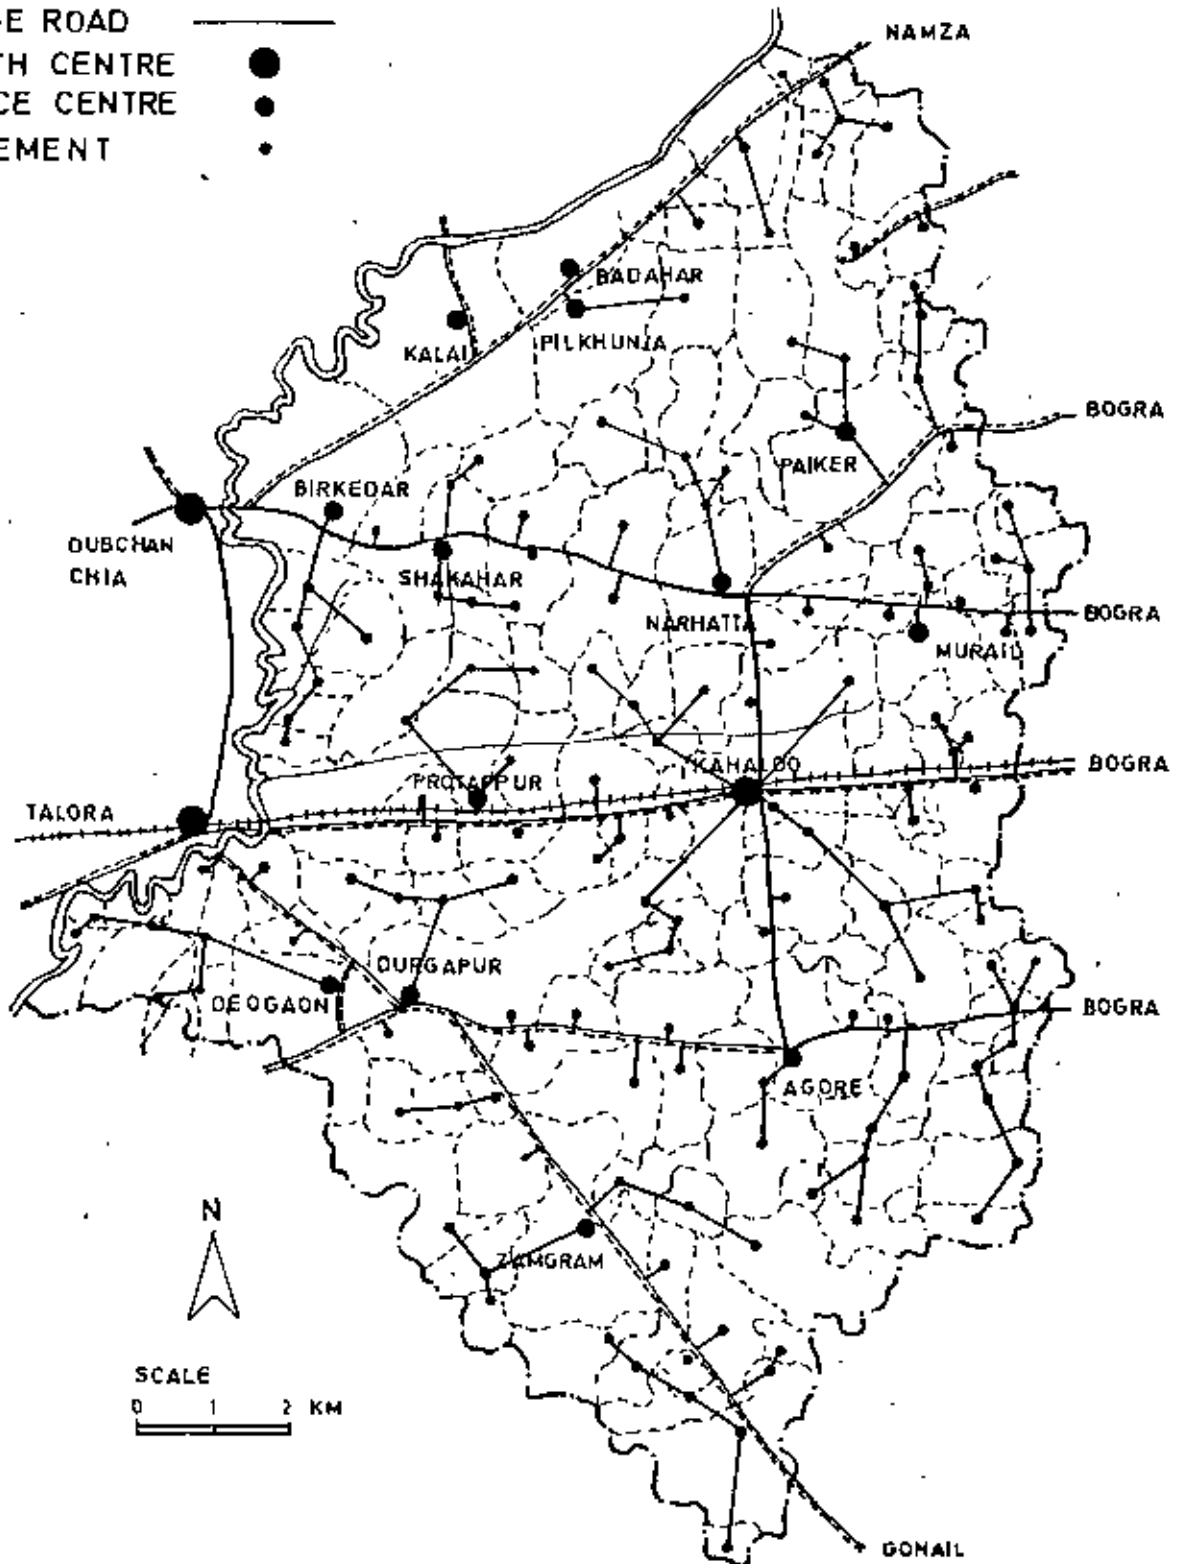 E ROAD
TH CENTRE
CE CENTRE
EMENT
NAMZA
BADAHAR
PILKHUNJA
KALAI
BOGRA
PAIKER
BIRKEDAR
DUBCHAN
CHIA
SHAKAHAR
NARHATTA
BOGRA
MURAIL
KAHALOO
BOGRA
PROTAPPUR
TALORA
DURGAPUR
DEOGAON
BOGRA
AGORE
N
ZAMGRAM
SCALE
0 1 2 KM
GOHAIL